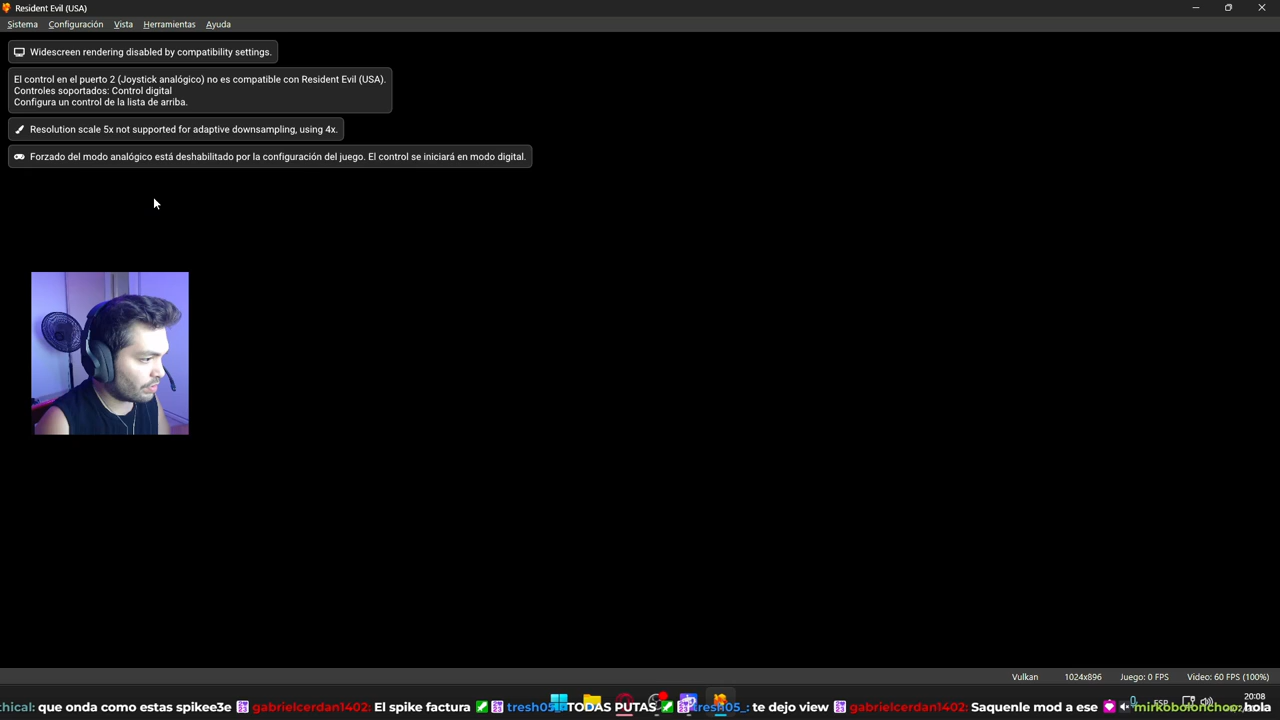 Resident Evil (USA)
Sistema Configuración Vista Herramientas Ayuda
Widescreen rendering disabled by compatibility settings.
El control en el puerto 2 (Joystick analógico) no es compatible con Resident Evil (USA).
Controles soportados: Control digital
Configura un control de la lista de arriba.
Resolution scale 5x not supported for adaptive downsampling, using 4x.
Forzado del modo analógico está deshabilitado por la configuración del juego. El control se iniciará en modo digital.
Vulkan 1024x896 Juego: 0 FPS Video: 60 FPS (100%)
20:08
thical: que onda como estas spikee3e gabrielcerdan1402: El spike factura tresh05_: TODAS PUTAS tresh05_: te dejo view gabrielcerdan1402: Saquenle mod a ese mirkobolonchoo: hola